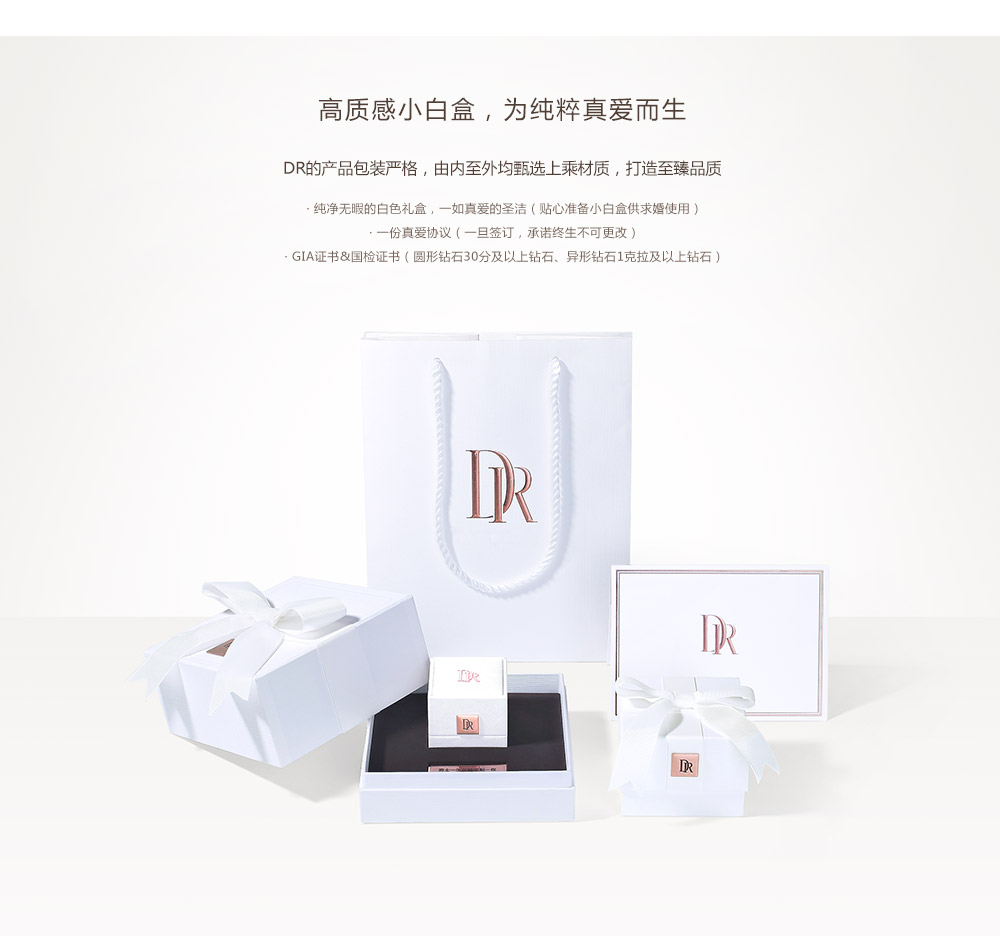 高质感小白盒，为纯粹真爱而生
DR的产品包装严格，由内至外均甄选上乘材质，打造至臻品质
· 纯净无暇的白色礼盒，一如真爱的圣洁（贴心准备小白盒供求婚使用）
· 一份真爱协议（一旦签订，承诺终生不可更改）
· GIA证书&国检证书（圆形钻石30分及以上钻石、异形钻石1克拉及以上钻石）
DR
DR
DR
DR
DR